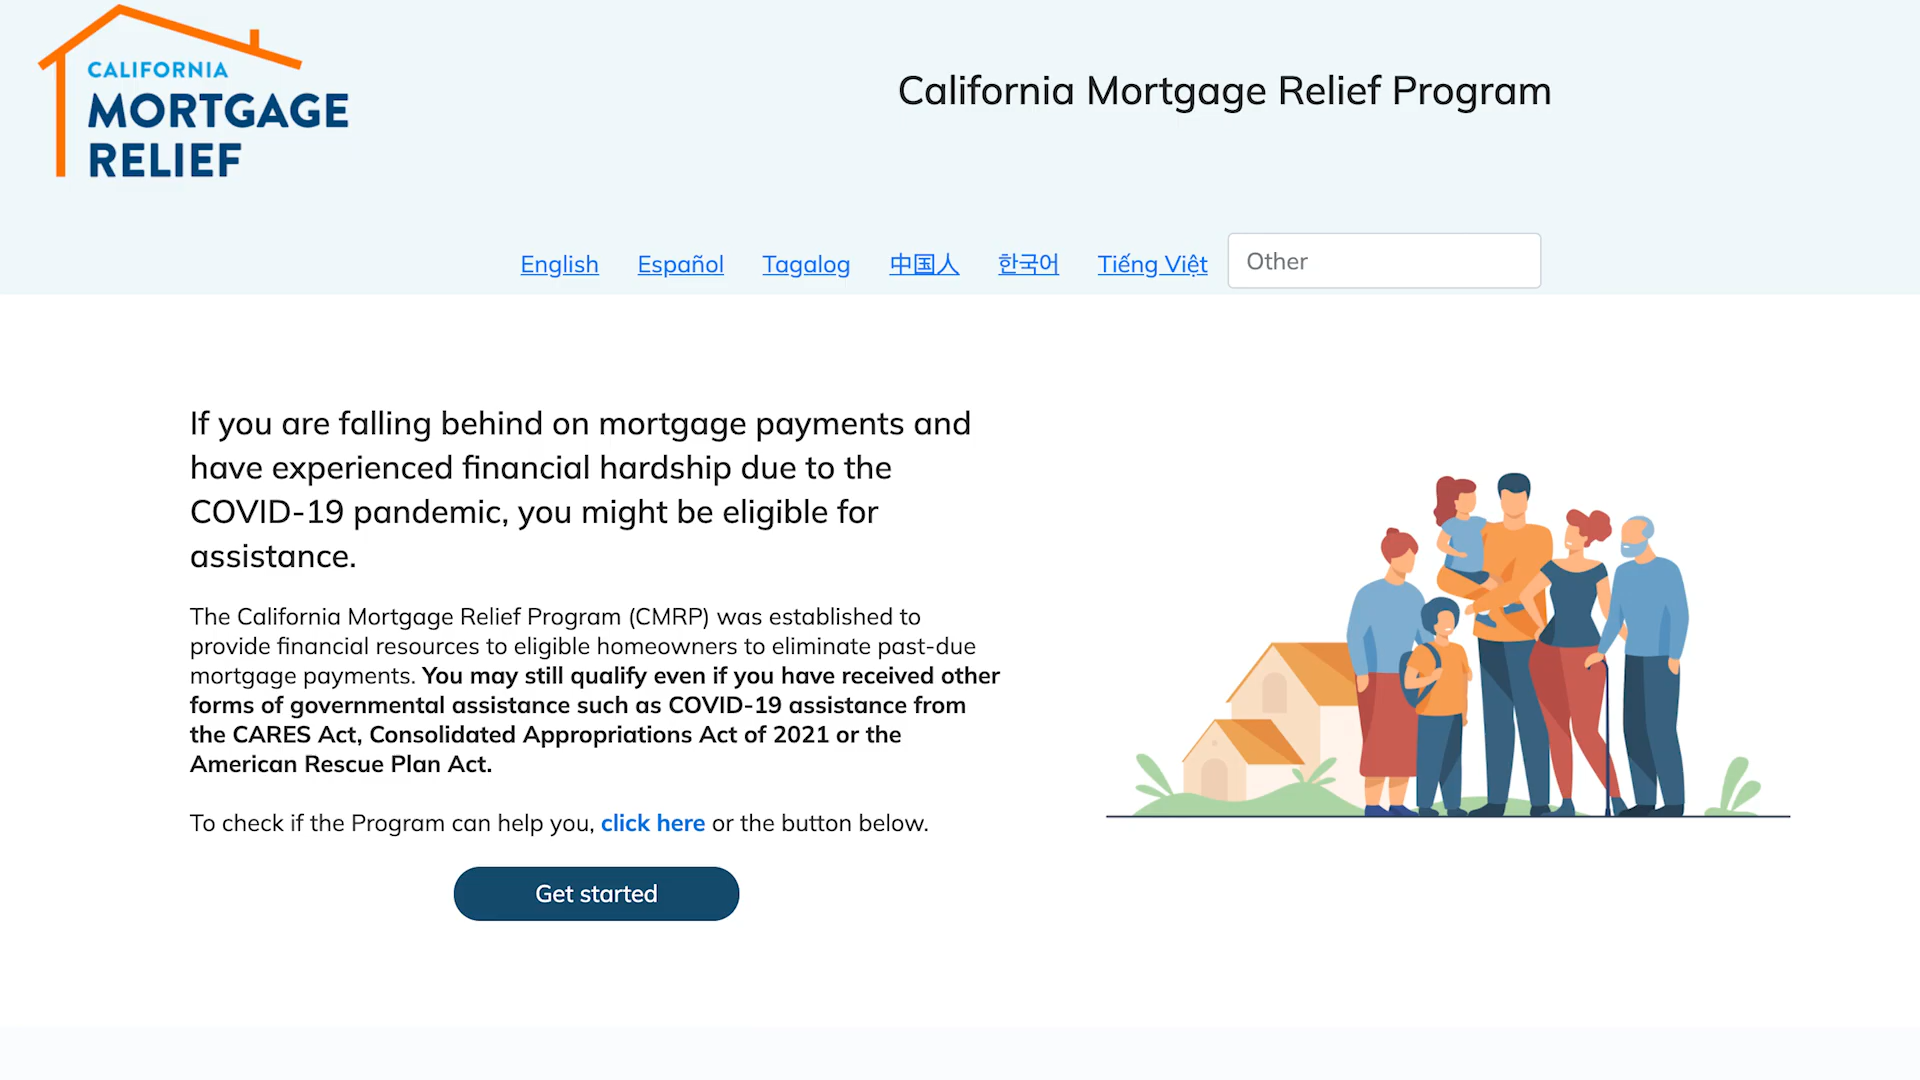 CALIFORNIA
MORTGAGE
RELIEF
California Mortgage Relief Program
English Español Tagalog 中国人 한국어 Tiếng Việt Other
If you are falling behind on mortgage payments and
have experienced financial hardship due to the
COVID-19 pandemic, you might be eligible for
assistance.
The California Mortgage Relief Program (CMRP) was established to
provide financial resources to eligible homeowners to eliminate past-due
mortgage payments. You may still qualify even if you have received other
forms of governmental assistance such as COVID-19 assistance from
the CARES Act, Consolidated Appropriations Act of 2021 or the
American Rescue Plan Act.
To check if the Program can help you, click here or the button below.
Get started